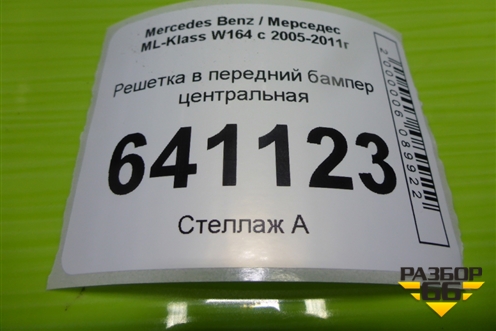 Mercedes Benz / Мерседес
ML-Klass W164 с 2005-2011г
Решетка в передний бампер
центральная
641123
Стеллаж А
2000006089922
РАЗБОР
66